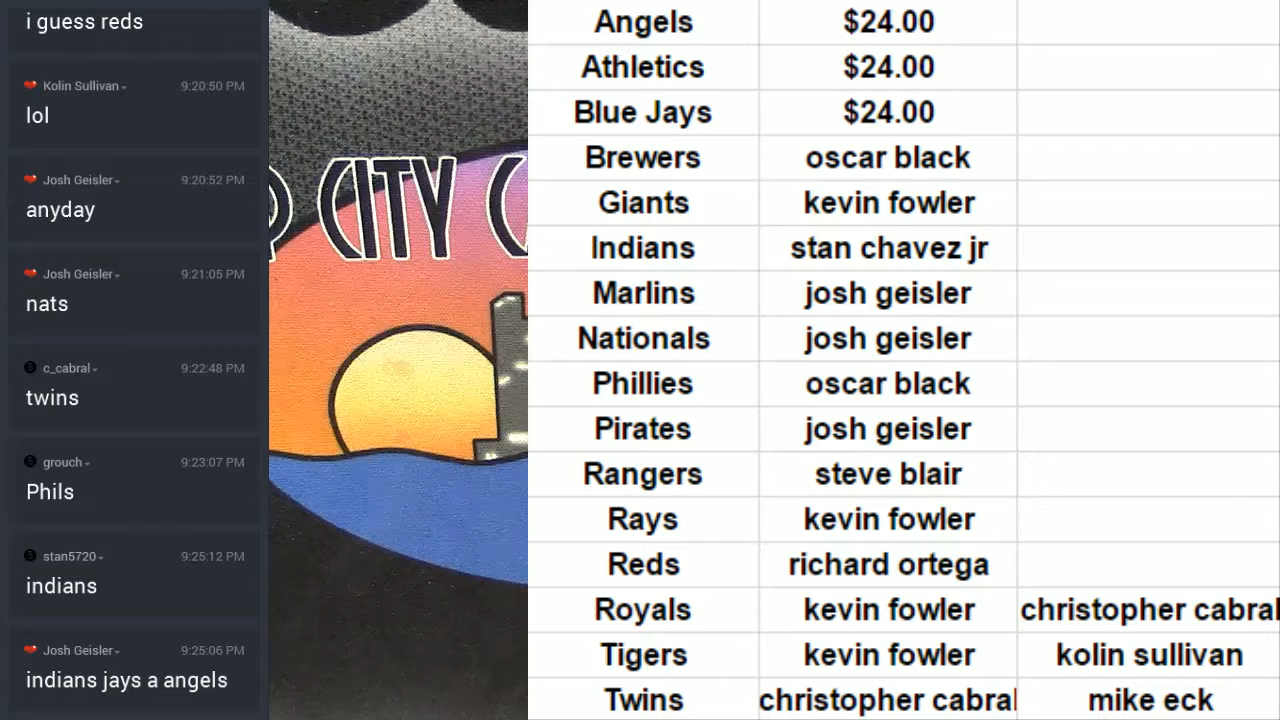 i guess reds
Kolin Sullivan 9:20:50 PM
lol
Josh Geisler 9:20:52 PM
anyday
Josh Geisler 9:21:05 PM
nats
c_cabral 9:22:48 PM
twins
grouch 9:23:07 PM
Phils
stan5720 9:25:12 PM
indians
Josh Geisler 9:25:06 PM
indians jays a angels
CITY
Angels $24.00
Athletics $24.00
Blue Jays $24.00
Brewers oscar black
Giants kevin fowler
Indians stan chavez jr
Marlins josh geisler
Nationals josh geisler
Phillies oscar black
Pirates josh geisler
Rangers steve blair
Rays kevin fowler
Reds richard ortega
Royals kevin fowler christopher cabral
Tigers kevin fowler kolin sullivan
Twins christopher cabral mike eck